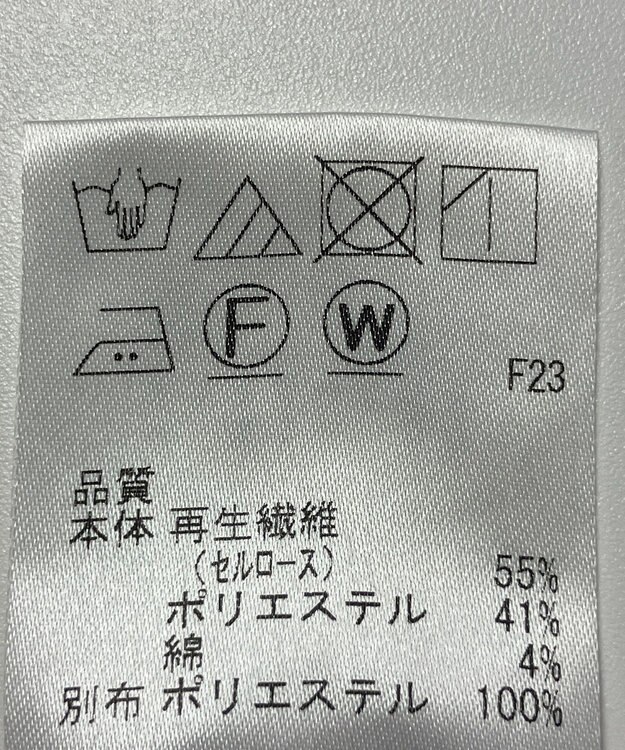 F W
F23
品質
本体 再生繊維
(セルロース) 55%
ポリエステル 41%
綿 4%
別布 ポリエステル 100%